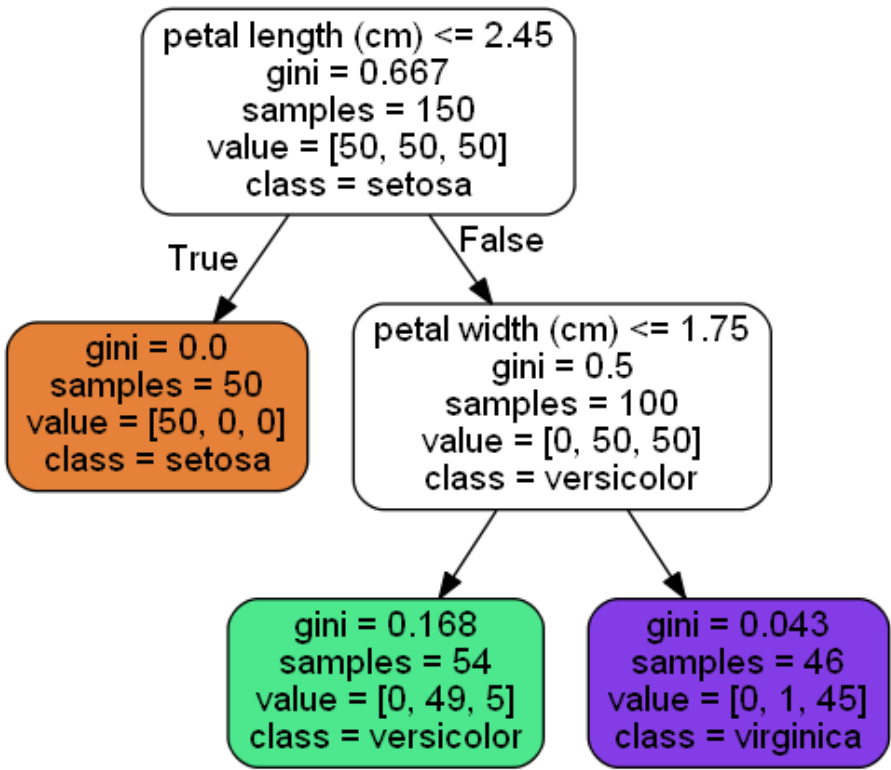 petal length (cm) <= 2.45
gini = 0.667
samples = 150
value = [50, 50, 50]
class = setosa
True
False
gini = 0.0
samples = 50
value = [50, 0, 0]
class = setosa
petal width (cm) <= 1.75
gini = 0.5
samples = 100
value = [0, 50, 50]
class = versicolor
gini = 0.168
samples = 54
value = [0, 49, 5]
class = versicolor
gini = 0.043
samples = 46
value = [0, 1, 45]
class = virginica